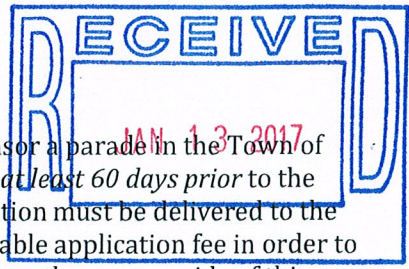 RECEIVED
JAN 13 2017
sor a parade in the Town of
at least 60 days prior to the
tion must be delivered to the
able application fee in order to